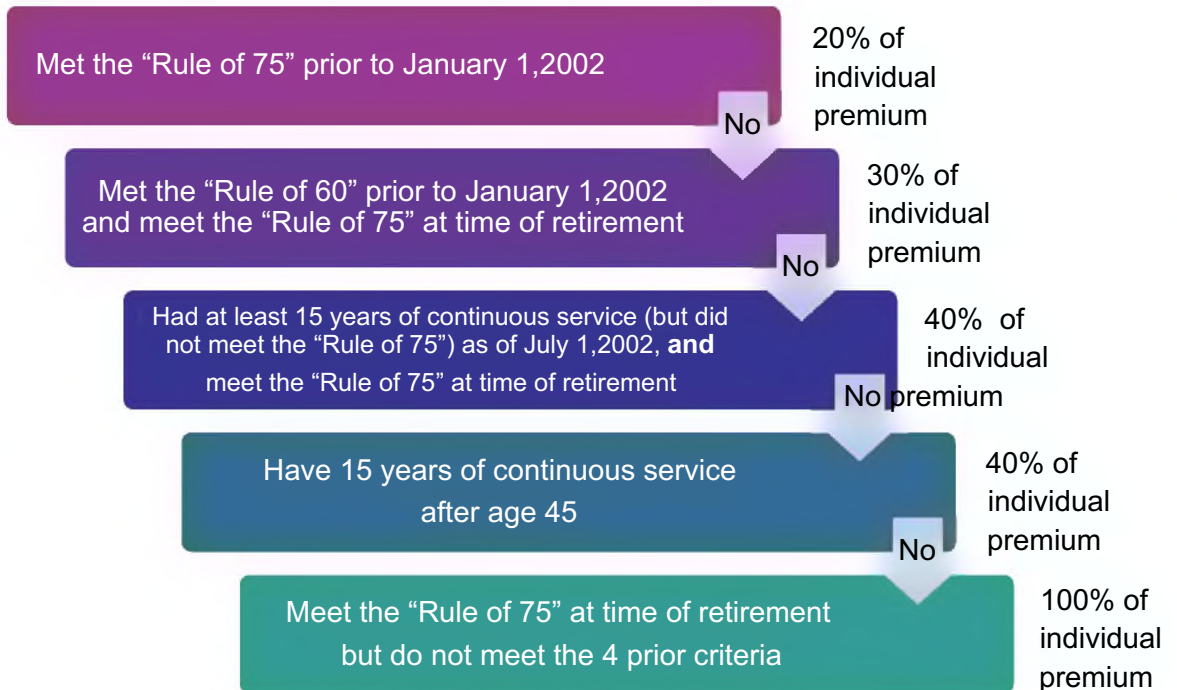 Met the “Rule of 75” prior to January 1,2002
20% of
individual
premium
No
Met the “Rule of 60” prior to January 1,2002
and meet the “Rule of 75” at time of retirement
30% of
individual
premium
No
Had at least 15 years of continuous service (but did
not meet the “Rule of 75”) as of July 1,2002, and
meet the “Rule of 75” at time of retirement
40% of
individual
premium
No
Have 15 years of continuous service
after age 45
40% of
individual
premium
No
Meet the “Rule of 75” at time of retirement
but do not meet the 4 prior criteria
100% of
individual
premium